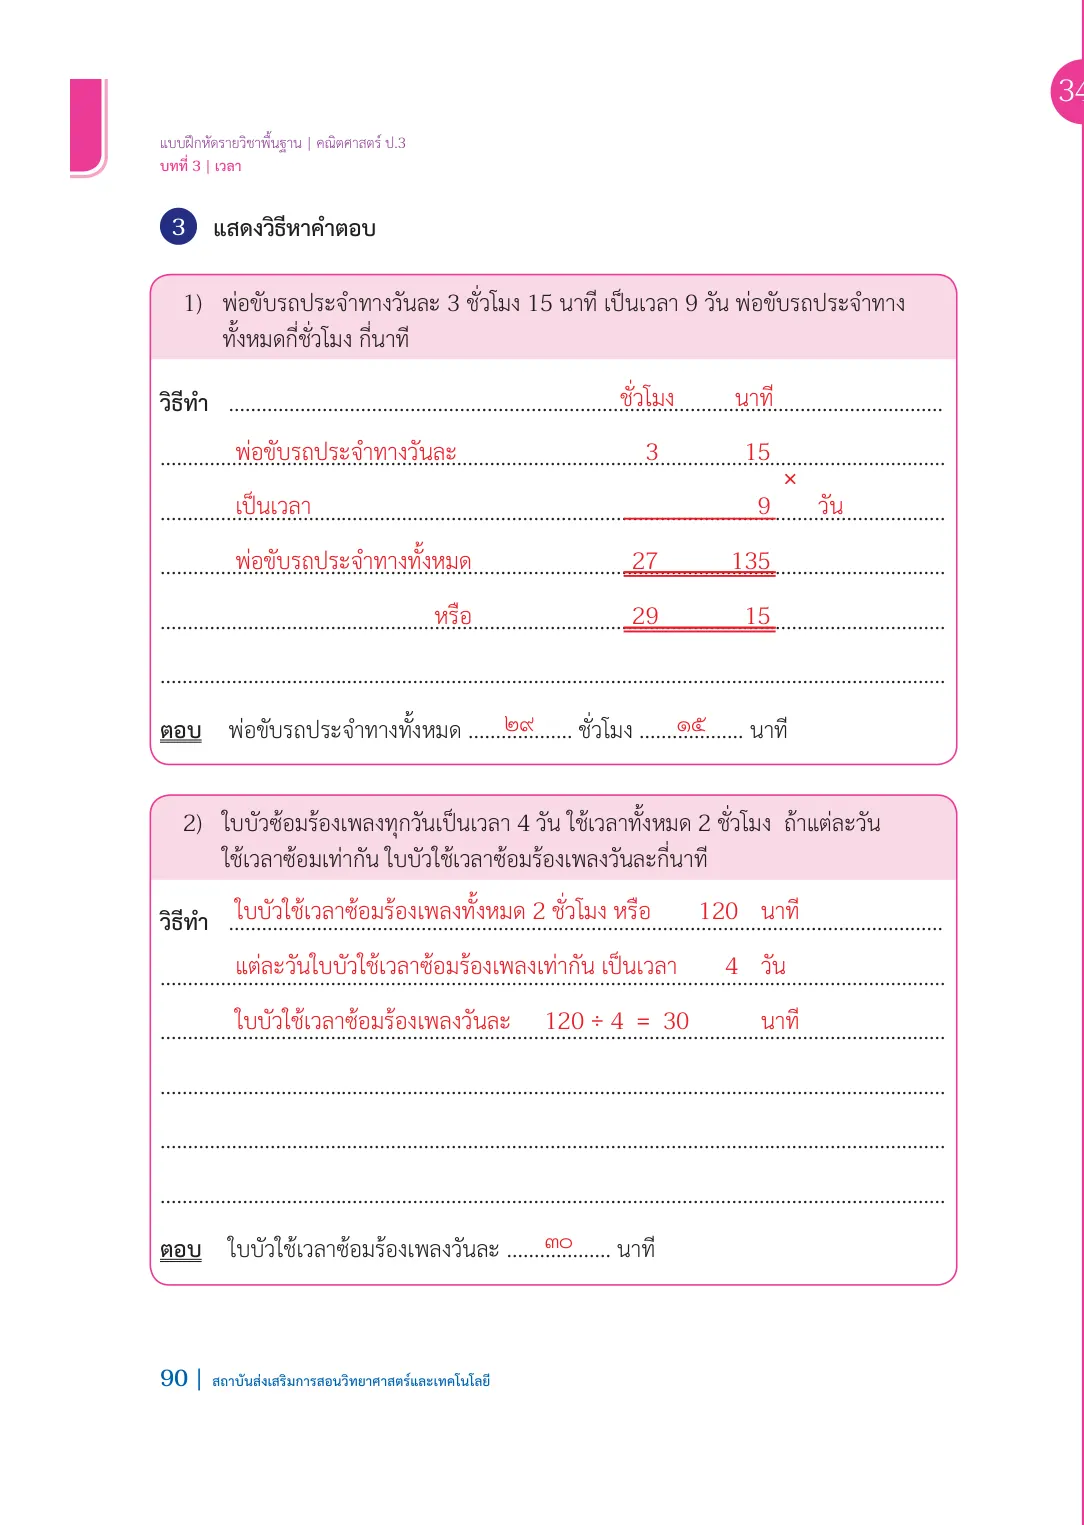 34
แบบฝึกหัดรายวิชาพื้นฐาน | คณิตศาสตร์ ป.3
บทที่ 3 | เวลา
3 แสดงวิธีหาคำตอบ
1) พ่อขับรถประจำทางวันละ 3 ชั่วโมง 15 นาที เป็นเวลา 9 วัน พ่อขับรถประจำทาง
ทั้งหมดกี่ชั่วโมง กี่นาที
วิธีทำ ชั่วโมง นาที
พ่อขับรถประจำทางวันละ 3 15
×
เป็นเวลา 9 วัน
พ่อขับรถประจำทางทั้งหมด 27 135
หรือ 29 15
ตอบ พ่อขับรถประจำทางทั้งหมด ๒๙ ชั่วโมง ๑๕ นาที
2) ใบบัวซ้อมร้องเพลงทุกวันเป็นเวลา 4 วัน ใช้เวลาทั้งหมด 2 ชั่วโมง ถ้าแต่ละวัน
ใช้เวลาซ้อมเท่ากัน ใบบัวใช้เวลาซ้อมร้องเพลงวันละกี่นาที
วิธีทำ ใบบัวใช้เวลาซ้อมร้องเพลงทั้งหมด 2 ชั่วโมง หรือ 120 นาที
แต่ละวันใบบัวใช้เวลาซ้อมร้องเพลงเท่ากัน เป็นเวลา 4 วัน
ใบบัวใช้เวลาซ้อมร้องเพลงวันละ 120 ÷ 4 = 30 นาที
ตอบ ใบบัวใช้เวลาซ้อมร้องเพลงวันละ ๓๐ นาที
90 | สถาบันส่งเสริมการสอนวิทยาศาสตร์และเทคโนโลยี